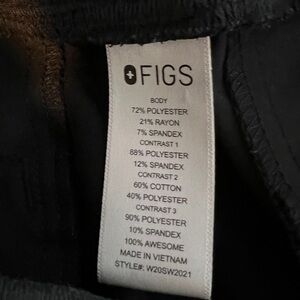 FIGS
BODY
72% POLYESTER
21% RAYON
7% SPANDEX
CONTRAST 1
88% POLYESTER
12% SPANDEX
CONTRAST 2
60% COTTON
40% POLYESTER
CONTRAST 3
90% POLYESTER
10% SPANDEX
100% AWESOME
MADE IN VIETNAM
STYLE#: W20SW2021